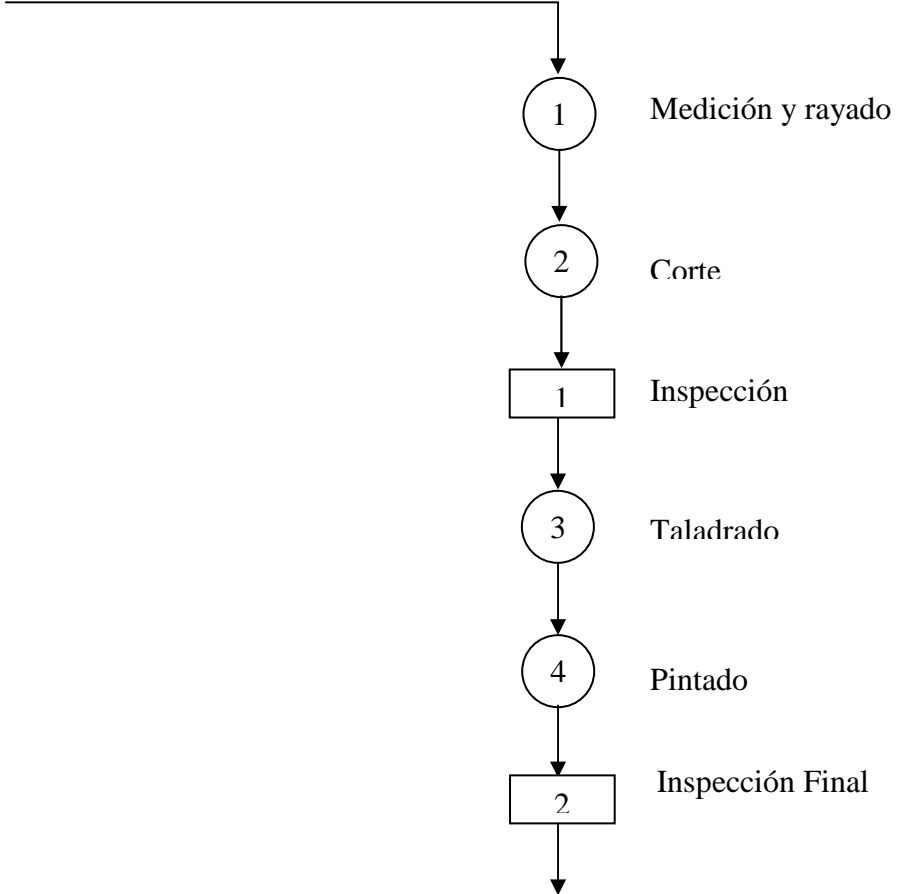 1 Medición y rayado
2 Corte
1 Inspección
3 Taladrado
4 Pintado
Inspección Final
2